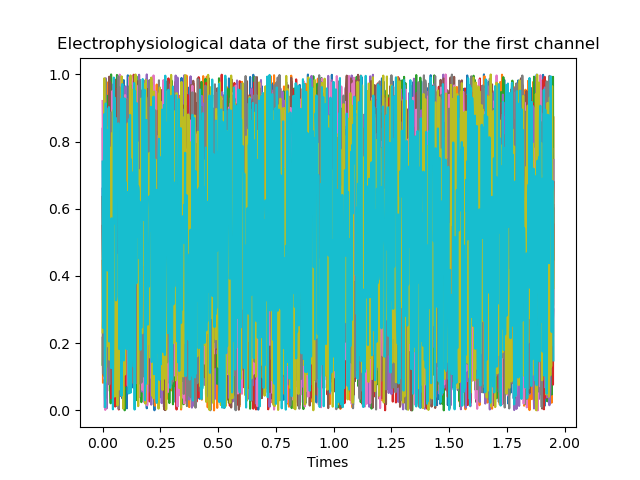 Electrophysiological data of the first subject, for the first channel
1.0
0.8
0.6
0.4
0.2
0.0
0.00 0.25 0.50 0.75 1.00 1.25 1.50 1.75 2.00
Times